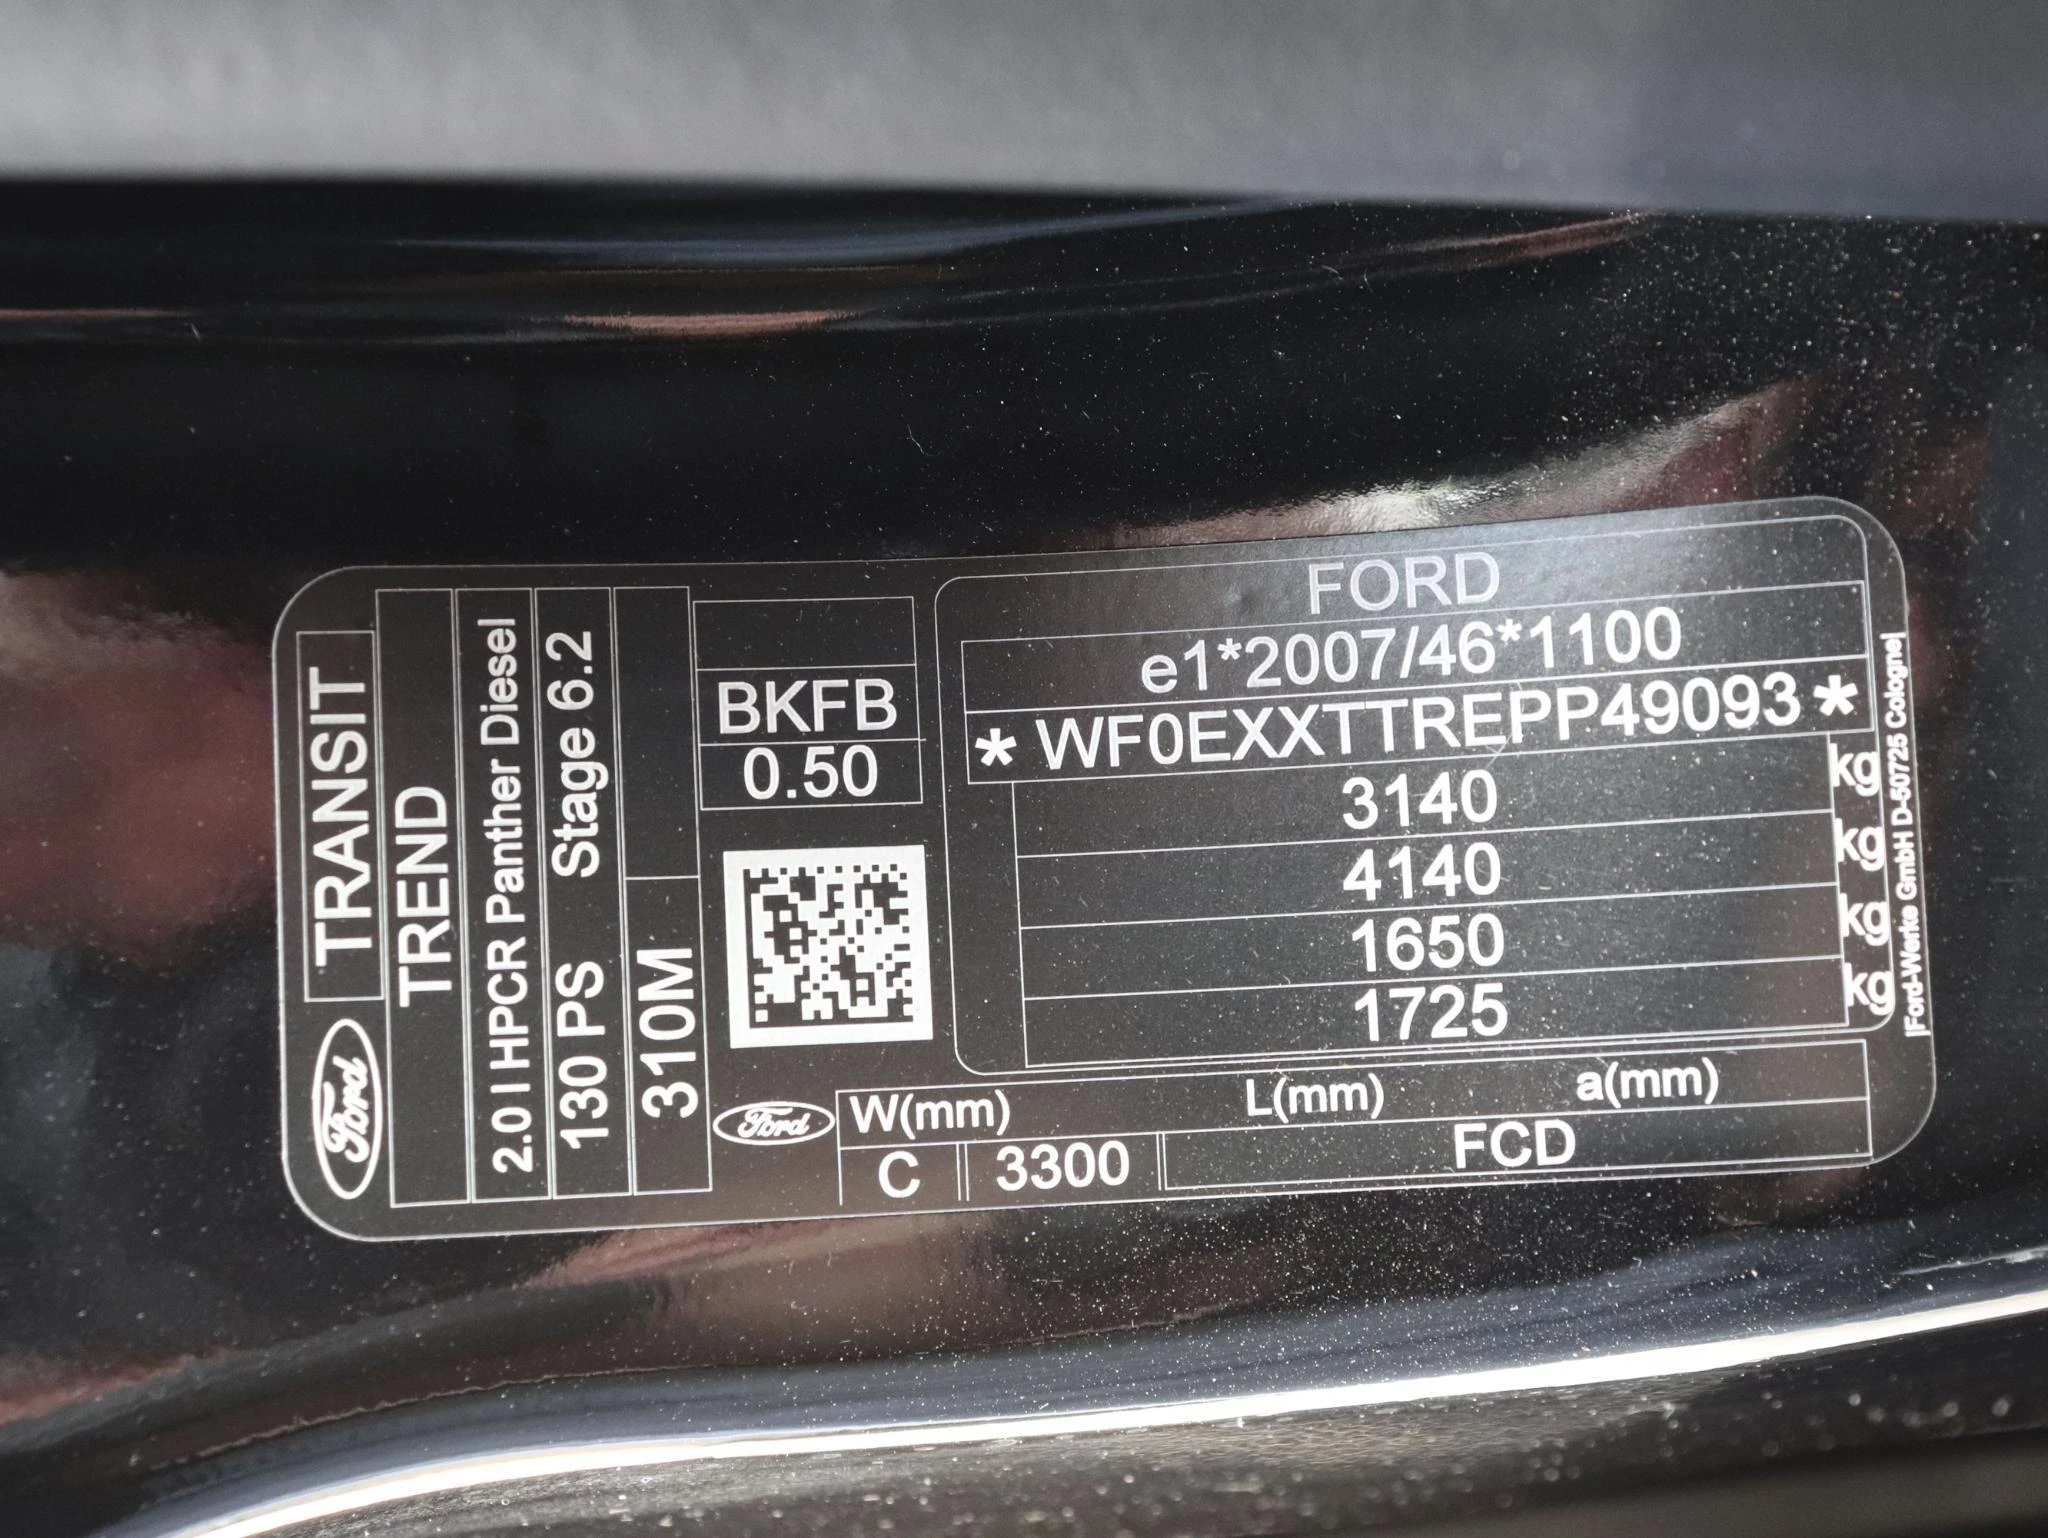 Ford
TRANSIT
TREND
2.0 l HPCR Panther Diesel
130 PS Stage 6.2
310M
BKFB
0.50
FORD
e1*2007/46*1100
* WF0EXXTTREPP49093 *
3140 kg
4140 kg
1650 kg
1725 kg
|Ford-Werke GmbH D-50725 Cologne|
Ford
W(mm) L(mm) a(mm)
C 3300 FCD